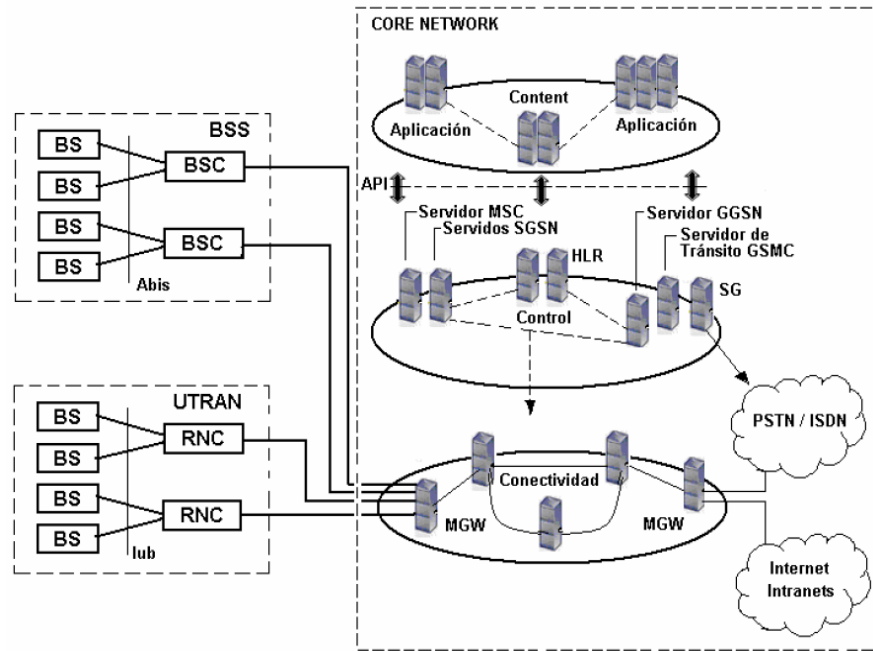 CORE NETWORK
Aplicación
Content
Aplicación
API
Servidor MSC
Servidos SGSN
HLR
Control
Servidor GGSN
Servidor de
Tránsito GSMC
SG
BSS
BS
BS
BS
BS
BSC
BSC
Abis
UTRAN
BS
BS
BS
BS
RNC
RNC
Iub
Conectividad
MGW
MGW
PSTN / ISDN
Internet
Intranets